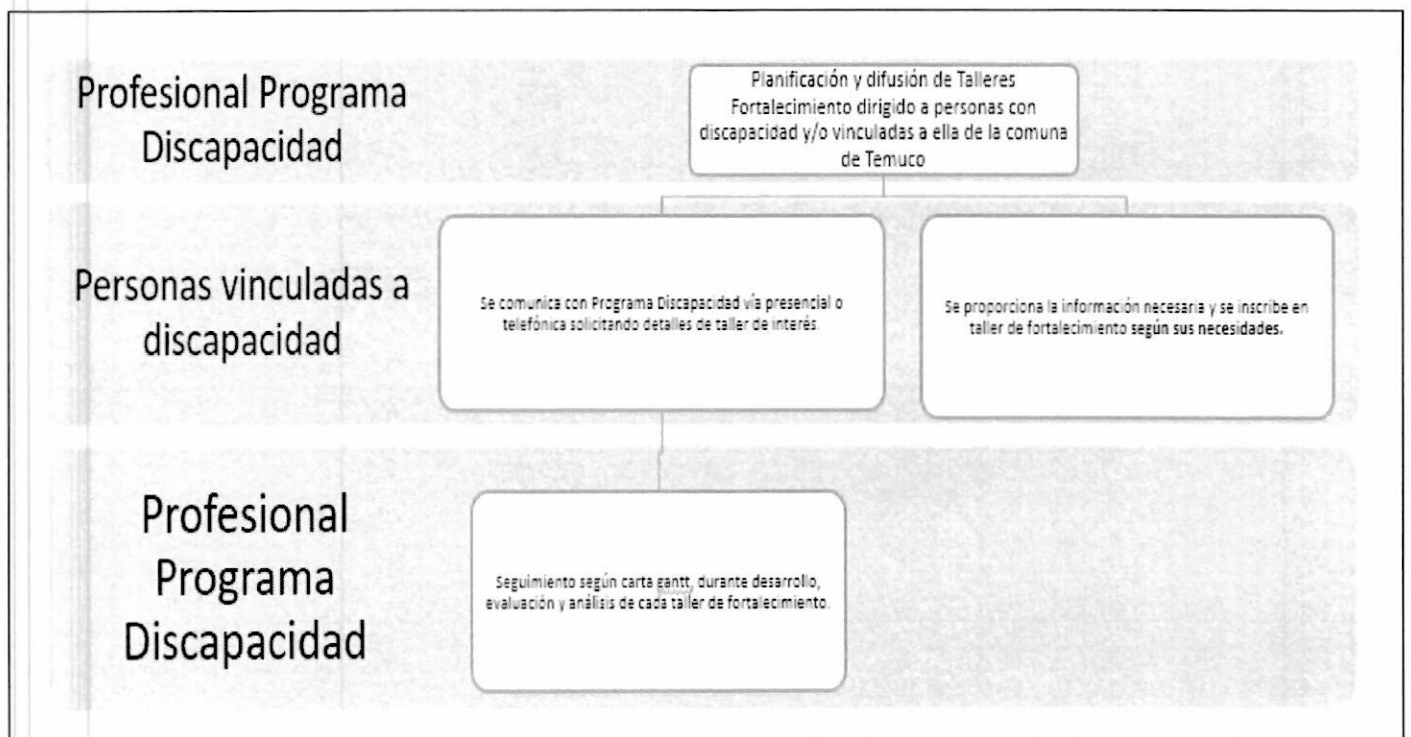 Profesional Programa
Discapacidad
Planificación y difusión de Talleres
Fortalecimiento dirigido a personas con
discapacidad y/o vinculadas a ella de la comuna
de Temuco
Personas vinculadas a
discapacidad
Se comunica con Programa Discapacidad vía presencial o
telefónica solicitando detalles de taller de interés.
Se proporciona la información necesaria y se inscribe en
taller de fortalecimiento según sus necesidades.
Profesional
Programa
Discapacidad
Seguimiento según carta gantt, durante desarrollo,
evaluación y análisis de cada taller de fortalecimiento.